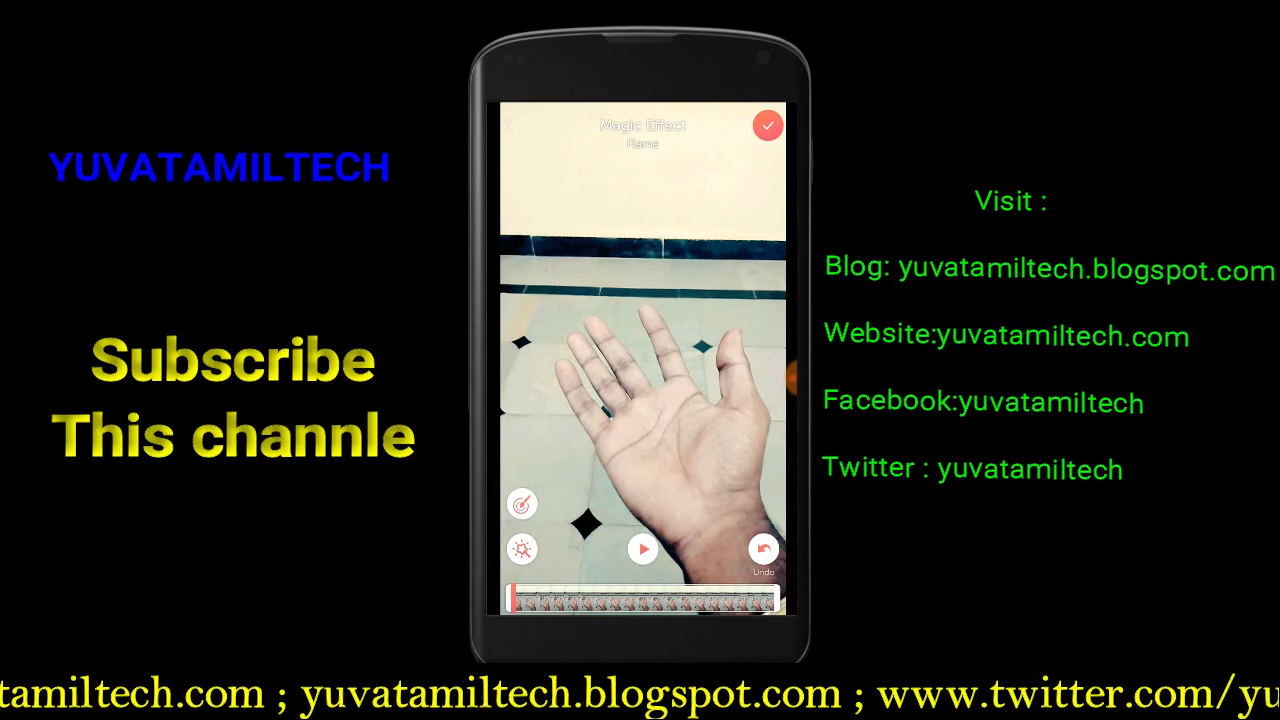 YUVATAMILTECH
Subscribe
This channle
Magic Effect
Flame
Undo
Visit :
Blog: yuvatamiltech.blogspot.com
Website:yuvatamiltech.com
Facebook:yuvatamiltech
Twitter : yuvatamiltech
tamiltech.com ; yuvatamiltech.blogspot.com ; www.twitter.com/yu